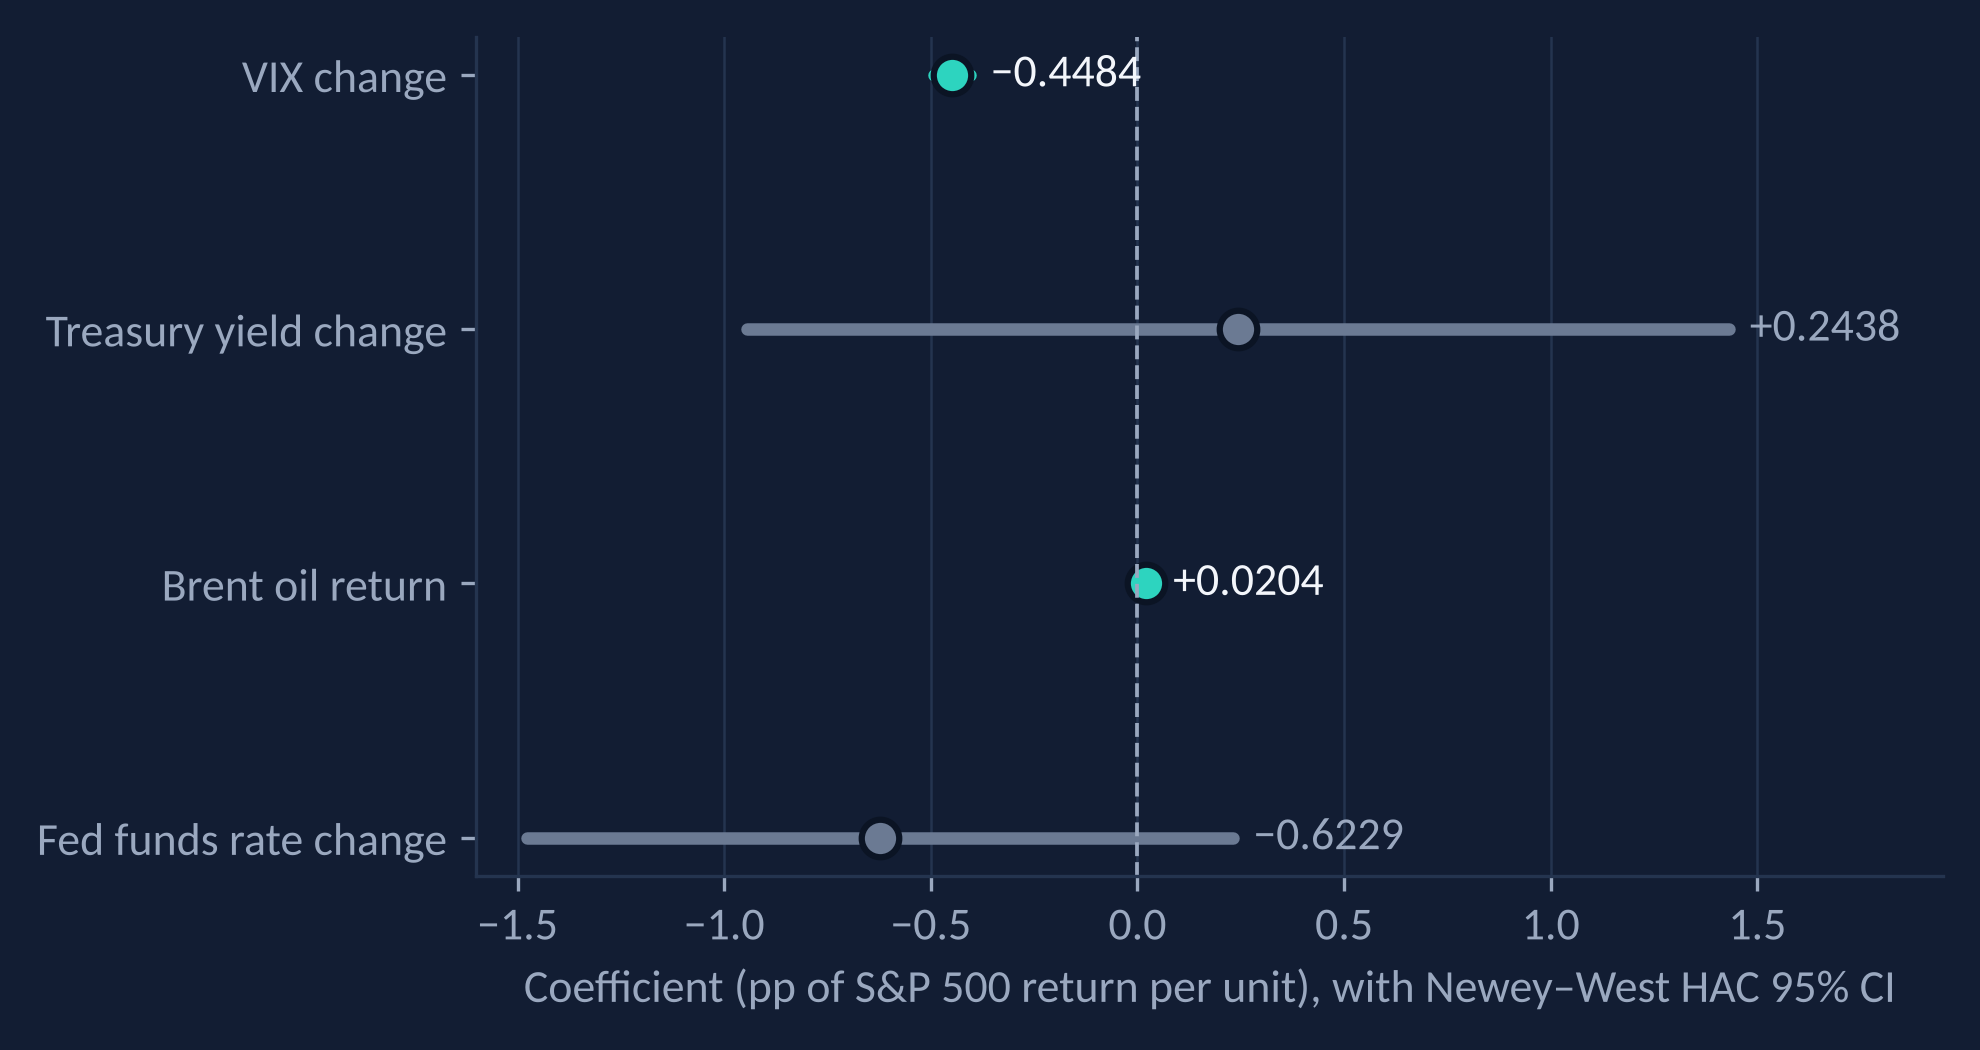 VIX change
−0.4484
Treasury yield change
+0.2438
Brent oil return
+0.0204
Fed funds rate change
−0.6229
−1.5 −1.0 −0.5 0.0 0.5 1.0 1.5
Coefficient (pp of S&P 500 return per unit), with Newey–West HAC 95% CI